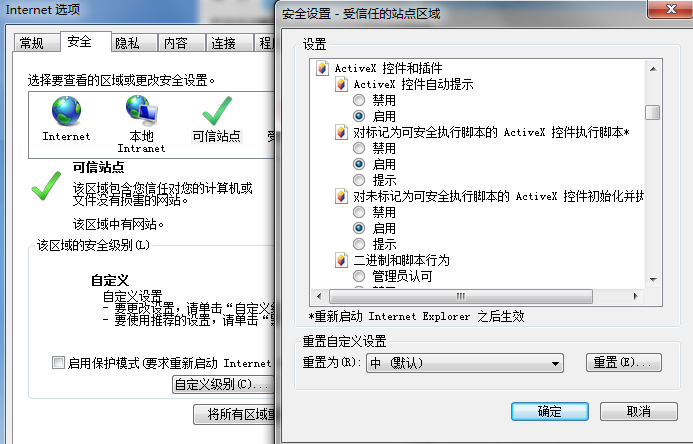 Internet 选项
常规
安全
隐私
内容
连接
选择要查看的区域或更改安全设置。
Internet
本地
Intranet
可信站点
可信站点
该区域包含您信任对您的计算机或
文件没有损害的网站。
该区域中有网站。
该区域的安全级别(L)
自定义
自定义设置
- 要更改设置，请单击“自定义级
- 要使用推荐的设置，请单击“
启用保护模式(要求重新启动 Internet
自定义级别(C)...
将所有区域重
安全设置 - 受信任的站点区域
设置
ActiveX 控件和插件
ActiveX 控件自动提示
禁用
启用
对标记为可安全执行脚本的 ActiveX 控件执行脚本*
禁用
启用
提示
对未标记为可安全执行脚本的 ActiveX 控件初始化并执
禁用
启用
提示
二进制和脚本行为
管理员认可
*重新启动 Internet Explorer 之后生效
重置自定义设置
重置为(R):
中 (默认)
重置(E)...
确定
取消